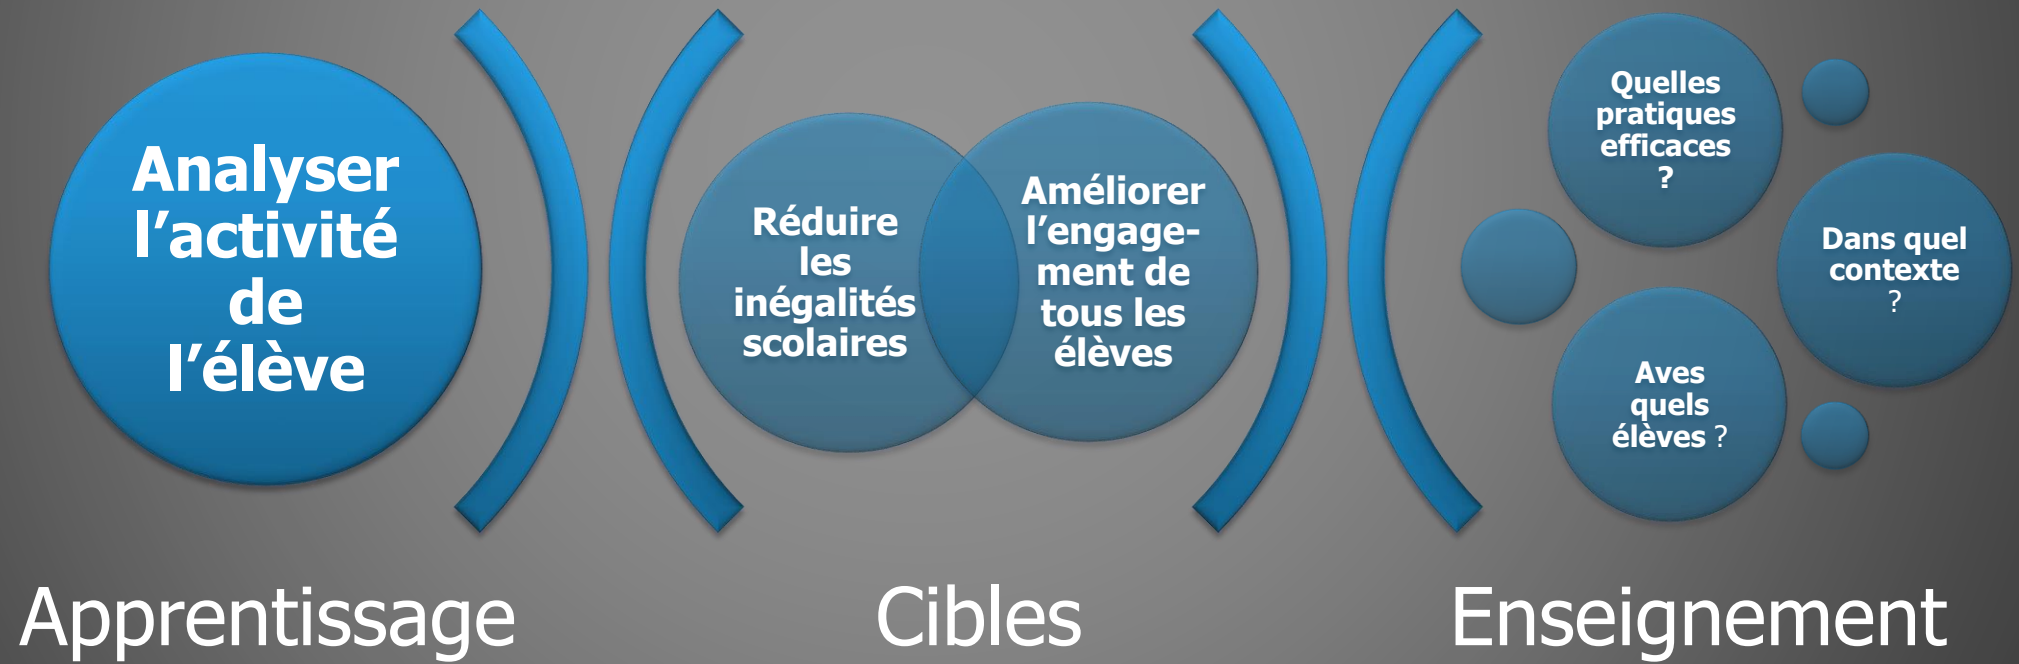 Analyser
l’activité
de
l’élève
Réduire
les
inégalités
scolaires
Améliorer
l’engage-
ment de
tous les
élèves
Quelles
pratiques
efficaces
?
Dans quel
contexte
?
Aves
quels
élèves ?
Apprentissage
Cibles
Enseignement